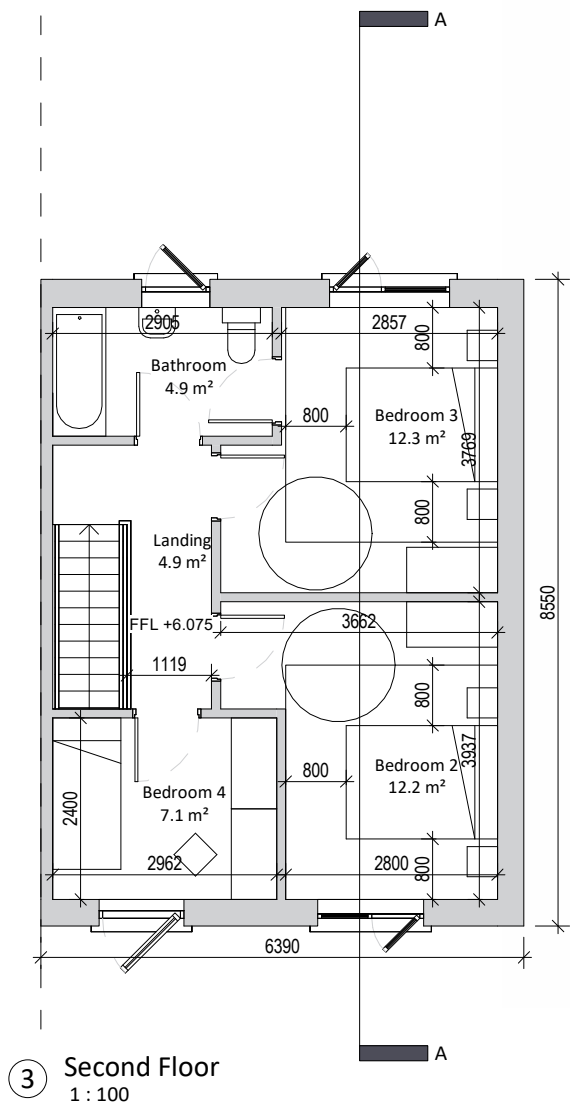 A
2905
2857
800
Bathroom
4.9 m²
800
Bedroom 3
12.3 m²
3769
800
Landing
4.9 m²
8550
FFL +6.075
3662
1119
800
3937
800
Bedroom 2
12.2 m²
Bedroom 4
7.1 m²
2400
2962
2800
800
6390
A
3 Second Floor
1 : 100